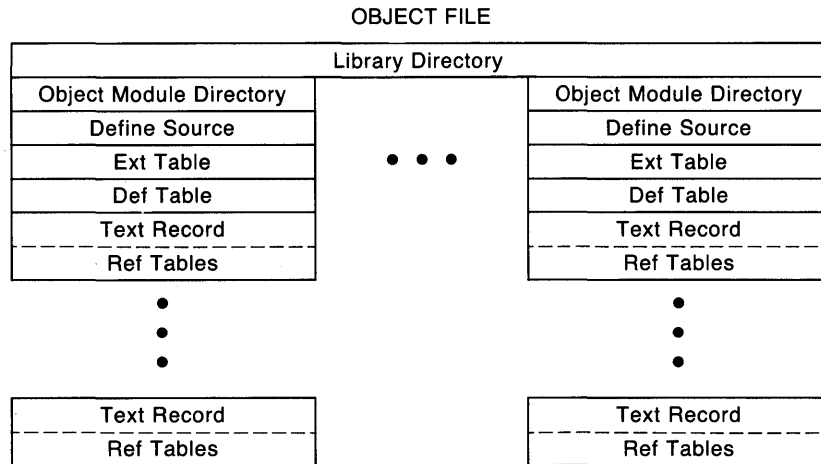 OBJECT FILE
Library Directory
Object Module Directory
Define Source
Ext Table
Def Table
Text Record
Ref Tables
Text Record
Ref Tables
Object Module Directory
Define Source
Ext Table
Def Table
Text Record
Ref Tables
Text Record
Ref Tables